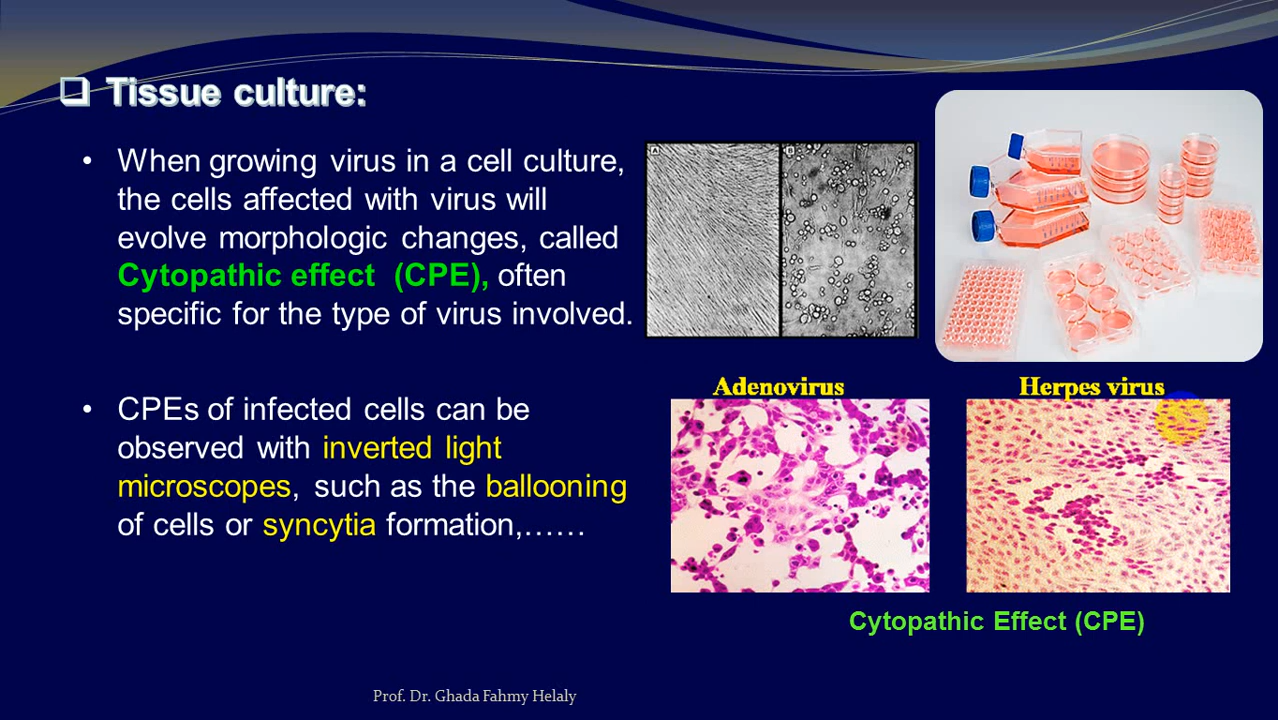 ❑ Tissue culture:
• When growing virus in a cell culture,
the cells affected with virus will
evolve morphologic changes, called
Cytopathic effect (CPE), often
specific for the type of virus involved.
• CPEs of infected cells can be
observed with inverted light
microscopes, such as the ballooning
of cells or syncytia formation,……
A
B
Adenovirus
Herpes virus
Cytopathic Effect (CPE)
Prof. Dr. Ghada Fahmy Helaly